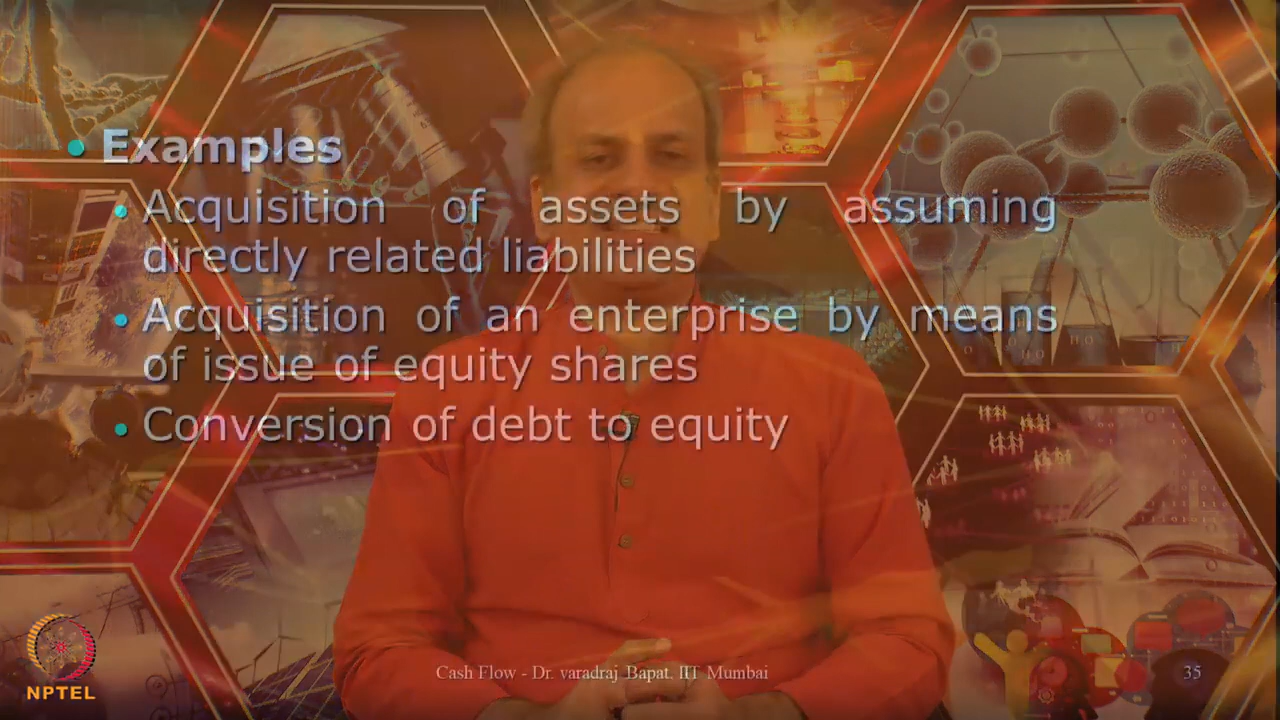 Examples
Acquisition of assets by assuming
directly related liabilities
Acquisition of an enterprise by means
of issue of equity shares
Conversion of debt to equity
Cash Flow - Dr. varadraj Bapat. IIT Mumbai
35
NPTEL